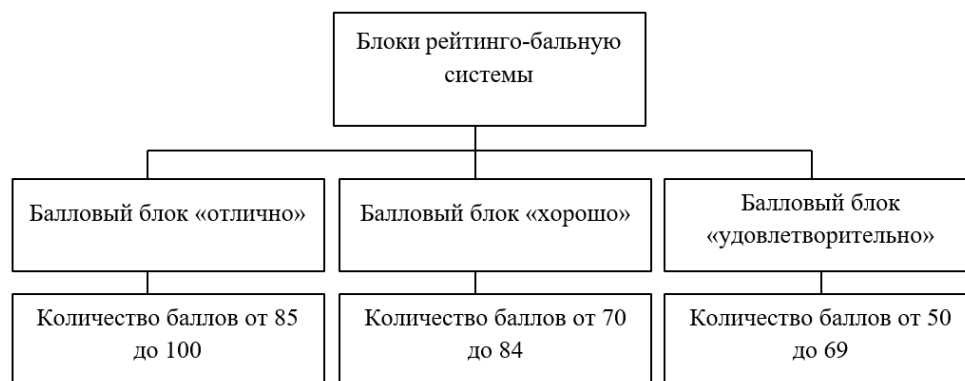 Блоки рейтинго-бальную
системы
Балловый блок «отлично»
Балловый блок «хорошо»
Балловый блок
«удовлетворительно»
Количество баллов от 85
до 100
Количество баллов от 70
до 84
Количество баллов от 50
до 69